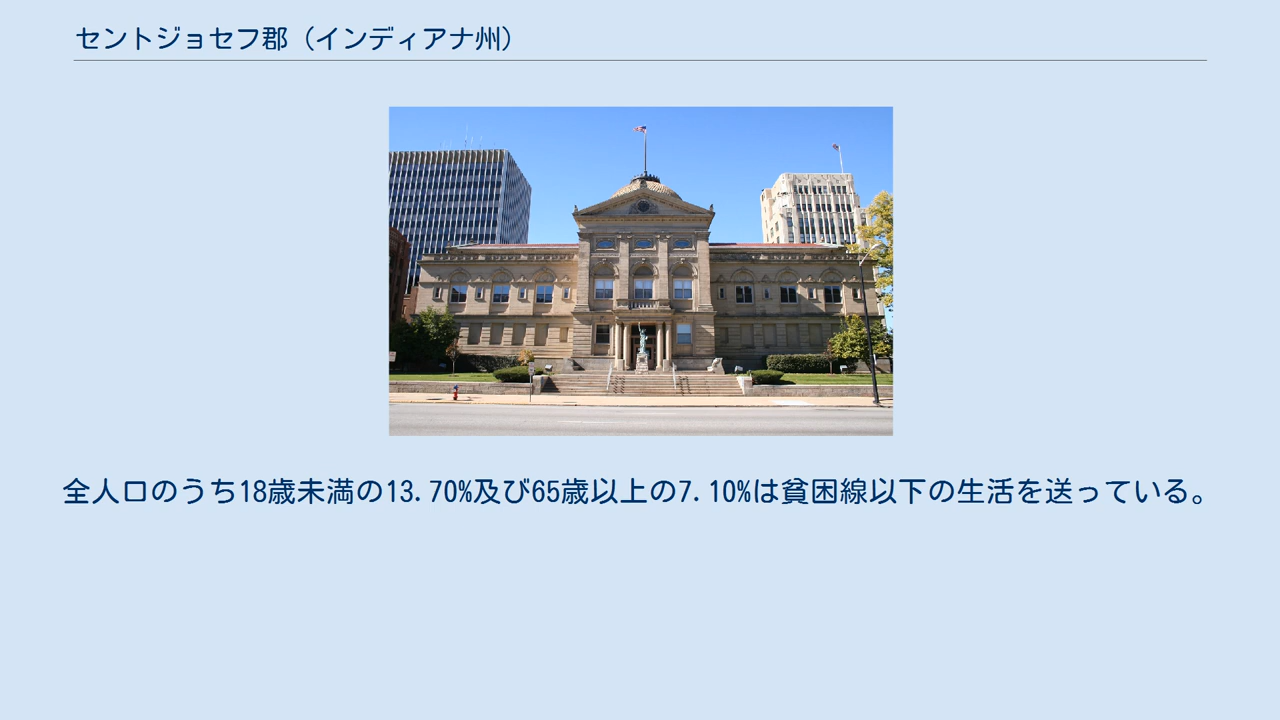 セントジョセフ郡（インディアナ州）
全人口のうち18歳未満の13.70%及び65歳以上の7.10%は貧困線以下の生活を送っている。